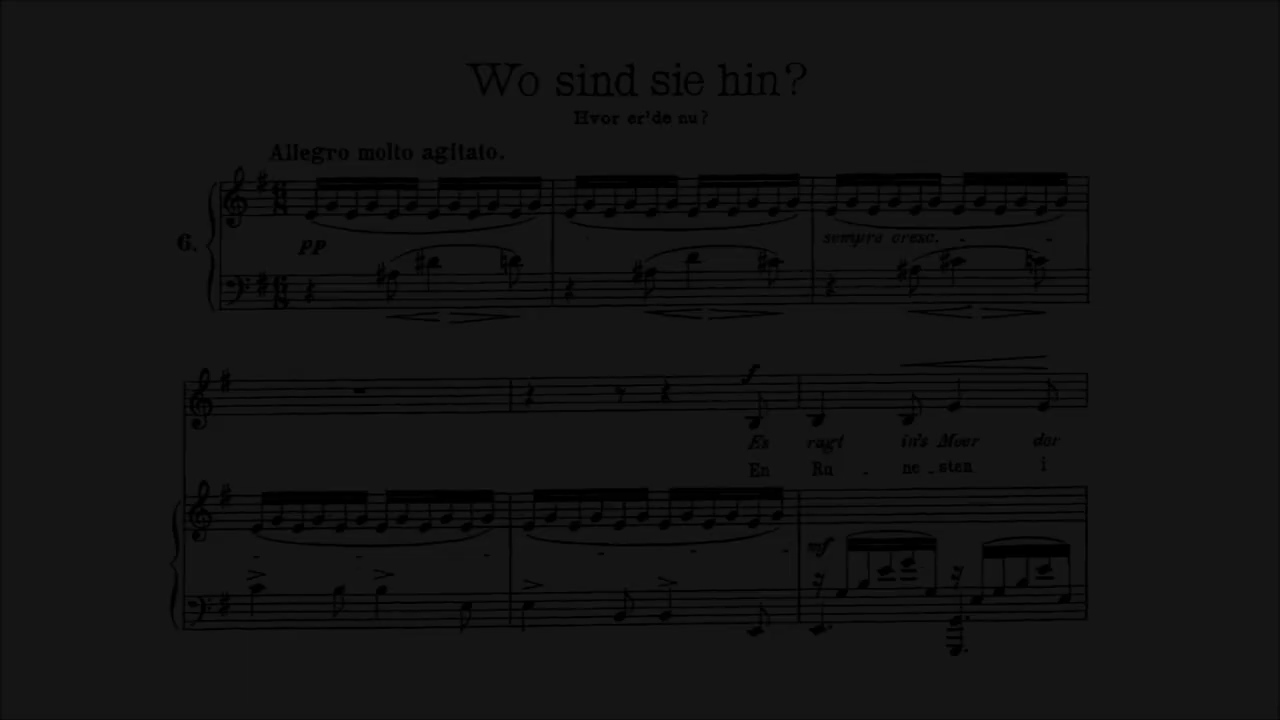 Wo sind sie hin?
Hvor er'de nu?
Allegro molto agitato.
6.
pp
sempre cresc. - -
f
Es ragt in's Meer der
En Ru - ne - sten i
mf